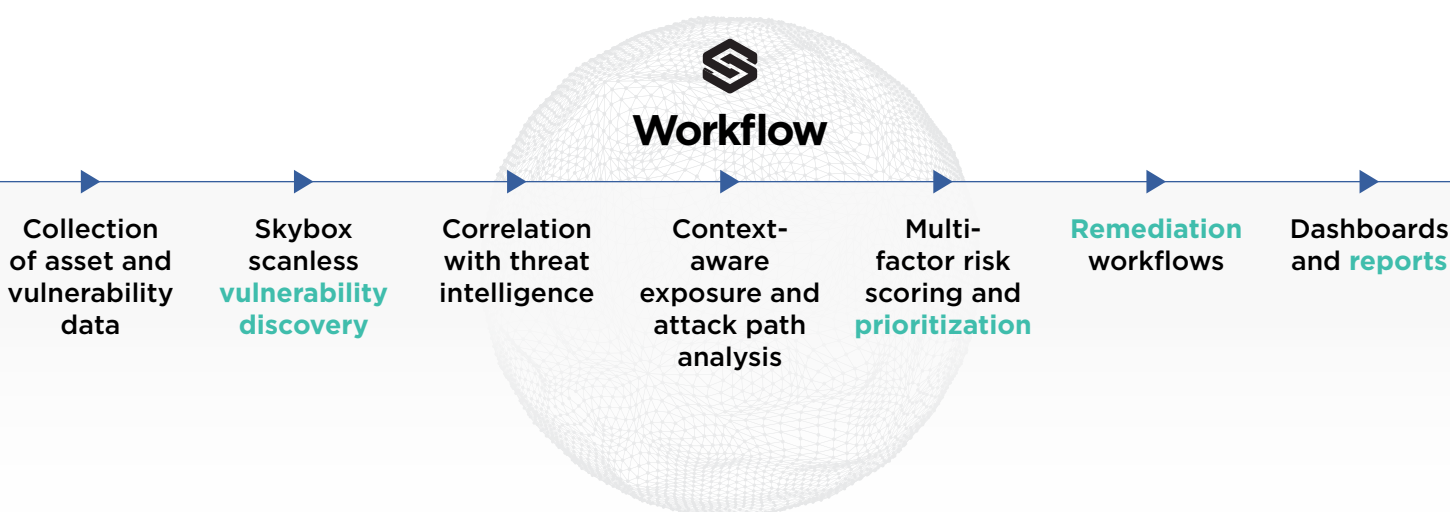 Workflow
Collection
of asset and
vulnerability
data
Skybox
scanless
vulnerability
discovery
Correlation
with threat
intelligence
Context-
aware
exposure and
attack path
analysis
Multi-
factor risk
scoring and
prioritization
Remediation
workflows
Dashboards
and reports